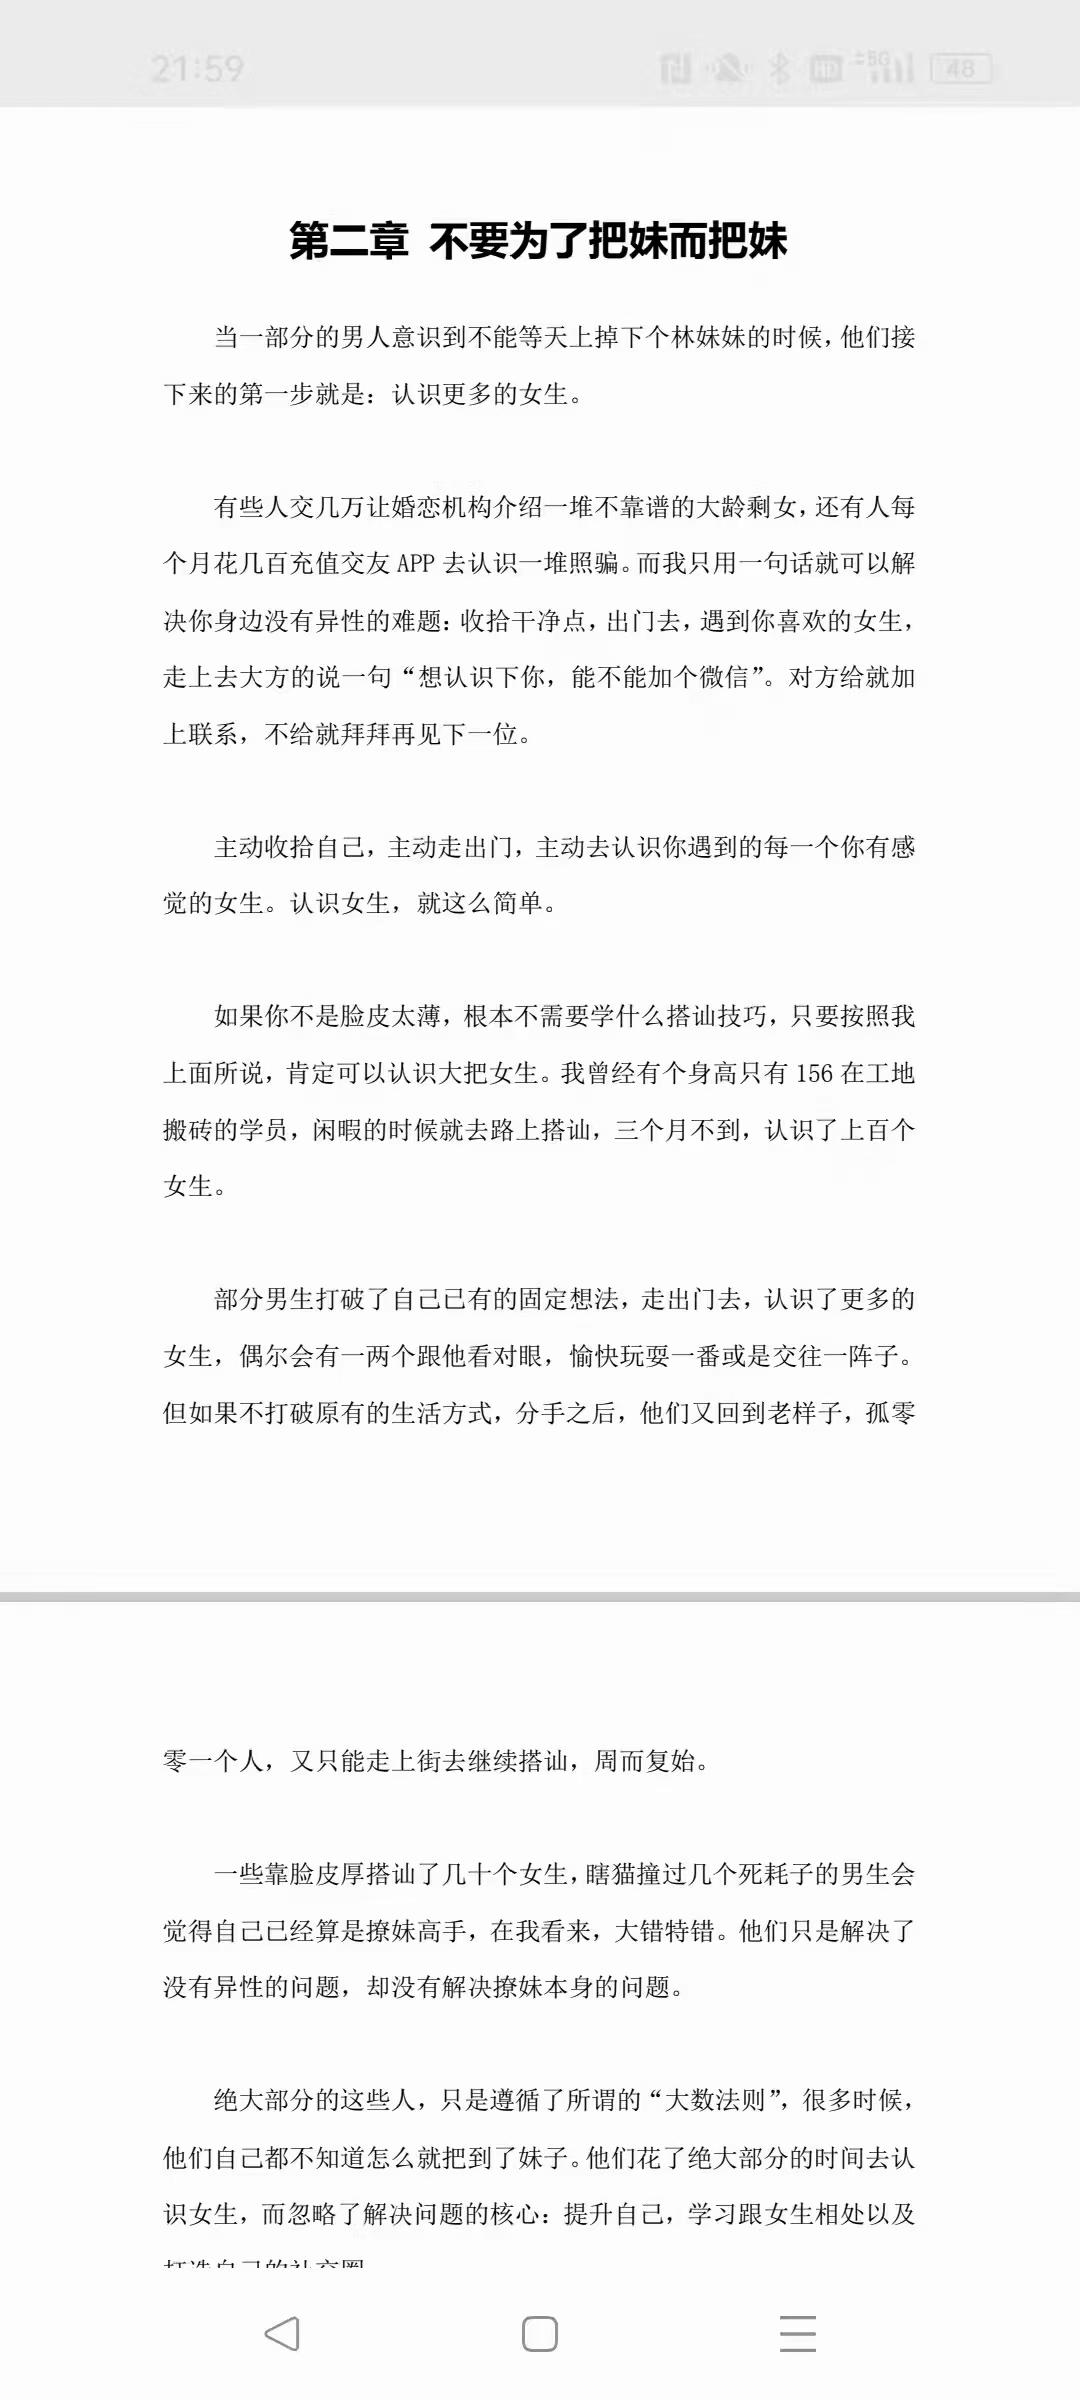 21:59
HD 5G 48
第二章 不要为了把妹而把妹
当一部分的男人意识到不能等天上掉下个林妹妹的时候，他们接
下来的第一步就是：认识更多的女生。
有些人交几万让婚恋机构介绍一堆不靠谱的大龄剩女，还有人每
个月花几百充值交友 APP 去认识一堆照骗。而我只用一句话就可以解
决你身边没有异性的难题：收拾干净点，出门去，遇到你喜欢的女生，
走上去大方的说一句“想认识下你，能不能加个微信”。对方给就加
上联系，不给就拜拜再见下一位。
主动收拾自己，主动走出门，主动去认识你遇到的每一个你有感
觉的女生。认识女生，就这么简单。
如果你不是脸皮太薄，根本不需要学什么搭讪技巧，只要按照我
上面所说，肯定可以认识大把女生。我曾经有个身高只有 156 在工地
搬砖的学员，闲暇的时候就去路上搭讪，三个月不到，认识了上百个
女生。
部分男生打破了自己已有的固定想法，走出门去，认识了更多的
女生，偶尔会有一两个跟他看对眼，愉快玩耍一番或是交往一阵子。
但如果不打破原有的生活方式，分手之后，他们又回到老样子，孤零
零一个人，又只能走上街去继续搭讪，周而复始。
一些靠脸皮厚搭讪了几十个女生，瞎猫撞过几个死耗子的男生会
觉得自己已经算是撩妹高手，在我看来，大错特错。他们只是解决了
没有异性的问题，却没有解决撩妹本身的问题。
绝大部分的这些人，只是遵循了所谓的“大数法则”，很多时候，
他们自己都不知道怎么就把到了妹子。他们花了绝大部分的时间去认
识女生，而忽略了解决问题的核心：提升自己，学习跟女生相处以及